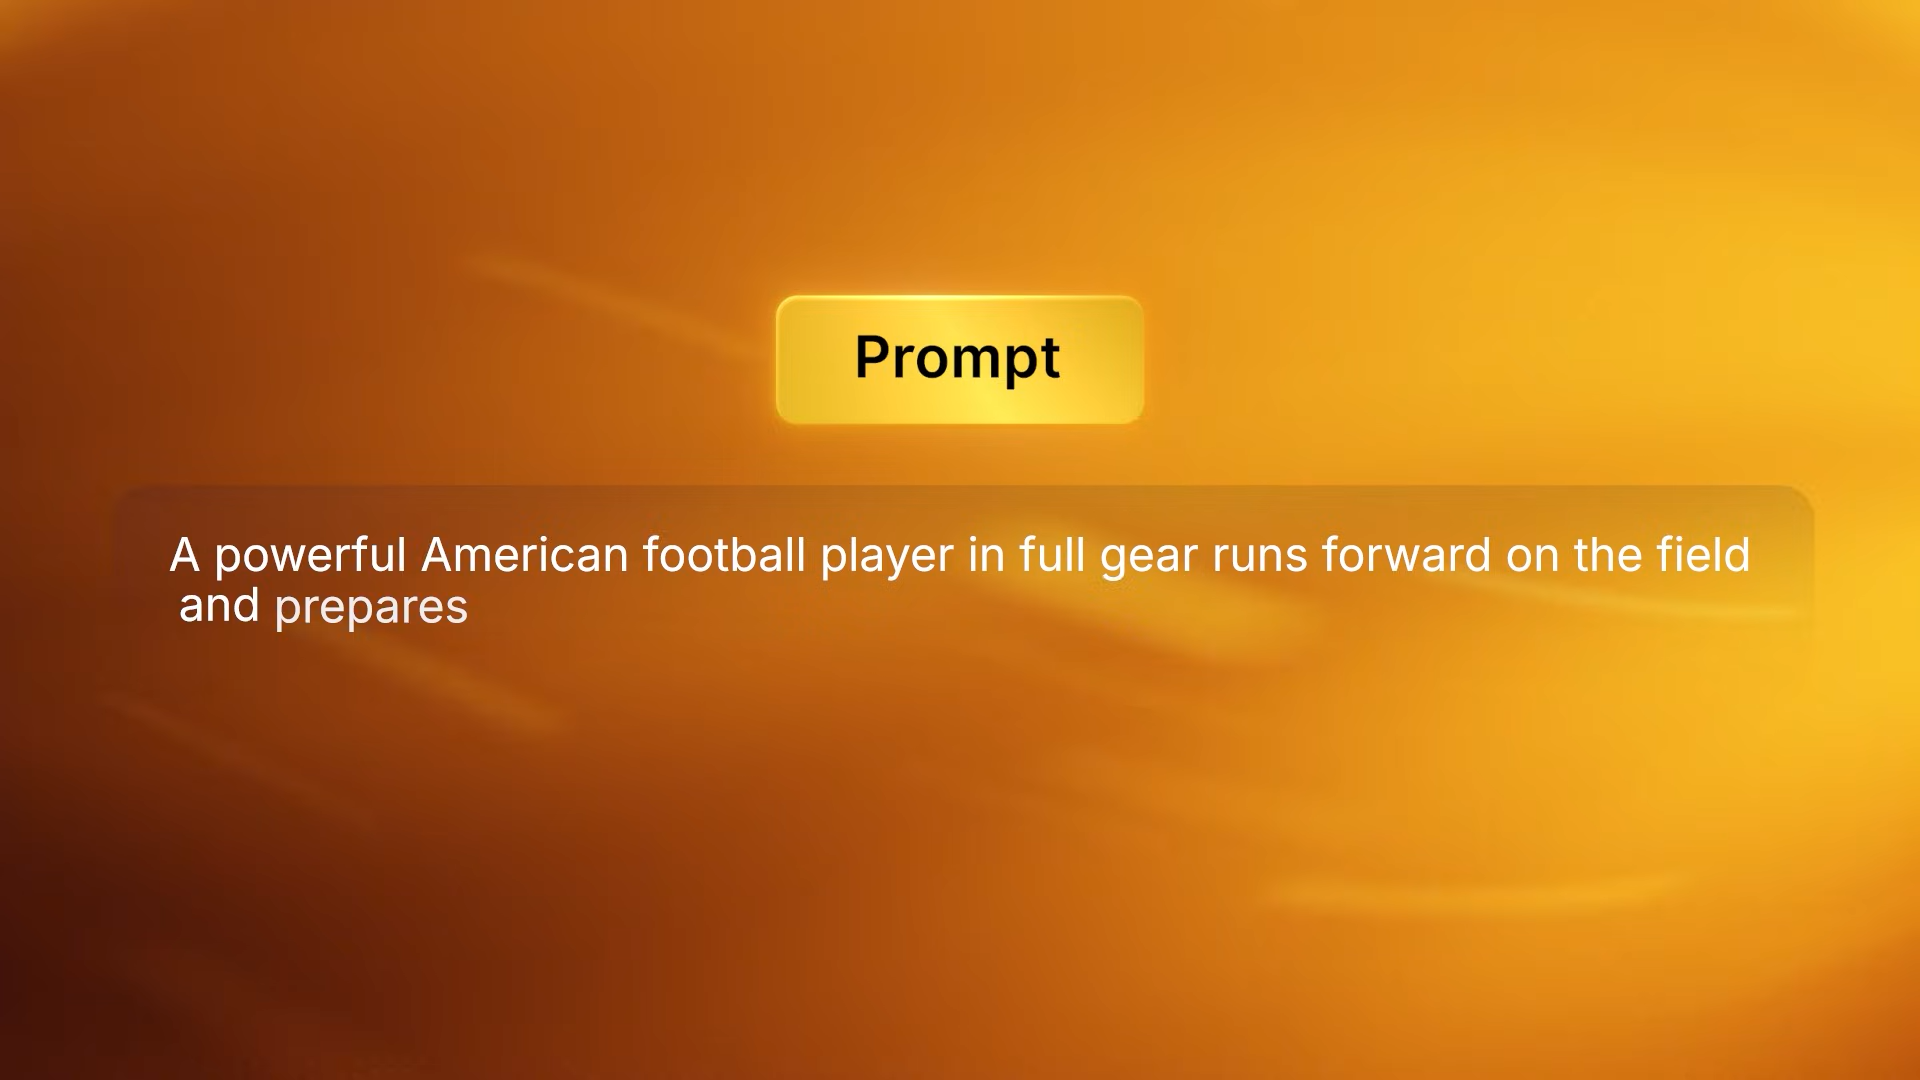 Prompt
A powerful American football player in full gear runs forward on the field
and prepares